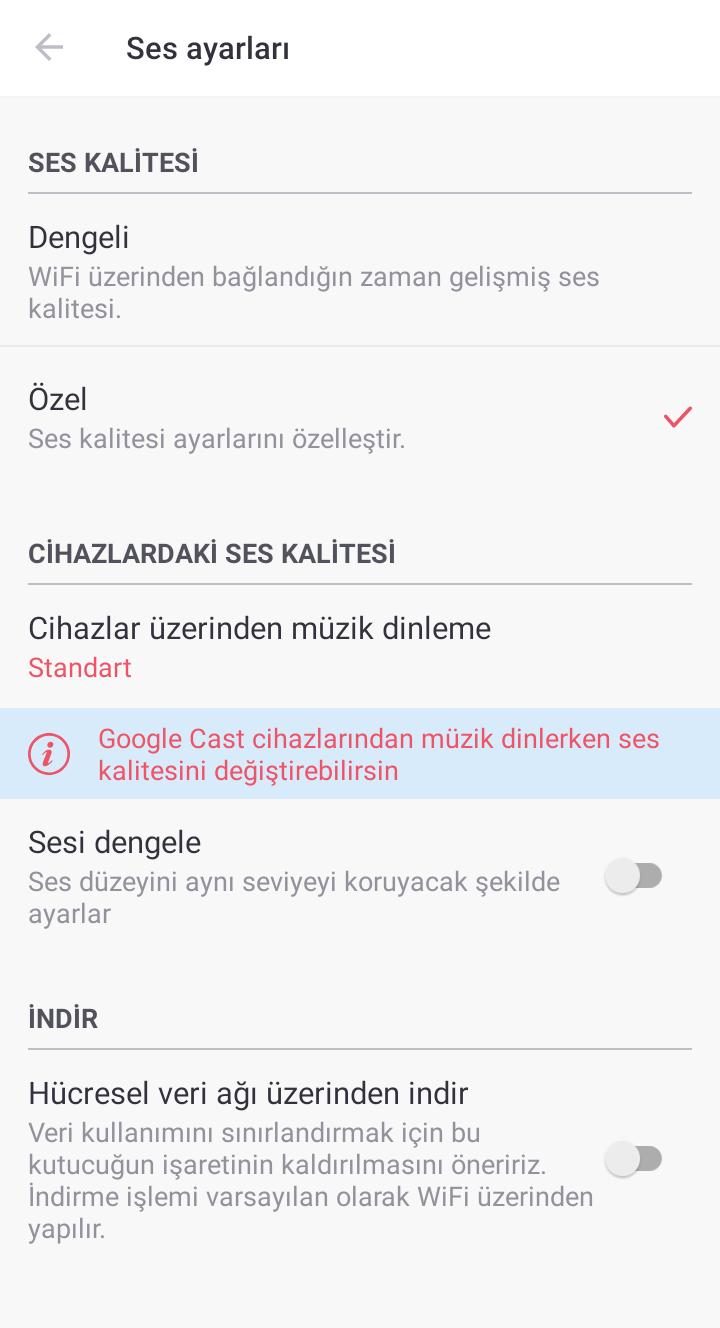 Ses ayarları
SES KALİTESİ
Dengeli
WiFi üzerinden bağlandığın zaman gelişmiş ses
kalitesi.
Özel
Ses kalitesi ayarlarını özelleştir.
CİHAZLARDAKİ SES KALİTESİ
Cihazlar üzerinden müzik dinleme
Standart
Google Cast cihazlarından müzik dinlerken ses
kalitesini değiştirebilirsin
Sesi dengele
Ses düzeyini aynı seviyeyi koruyacak şekilde
ayarlar
İNDİR
Hücresel veri ağı üzerinden indir
Veri kullanımını sınırlandırmak için bu
kutucuğun işaretinin kaldırılmasını öneririz.
İndirme işlemi varsayılan olarak WiFi üzerinden
yapılır.